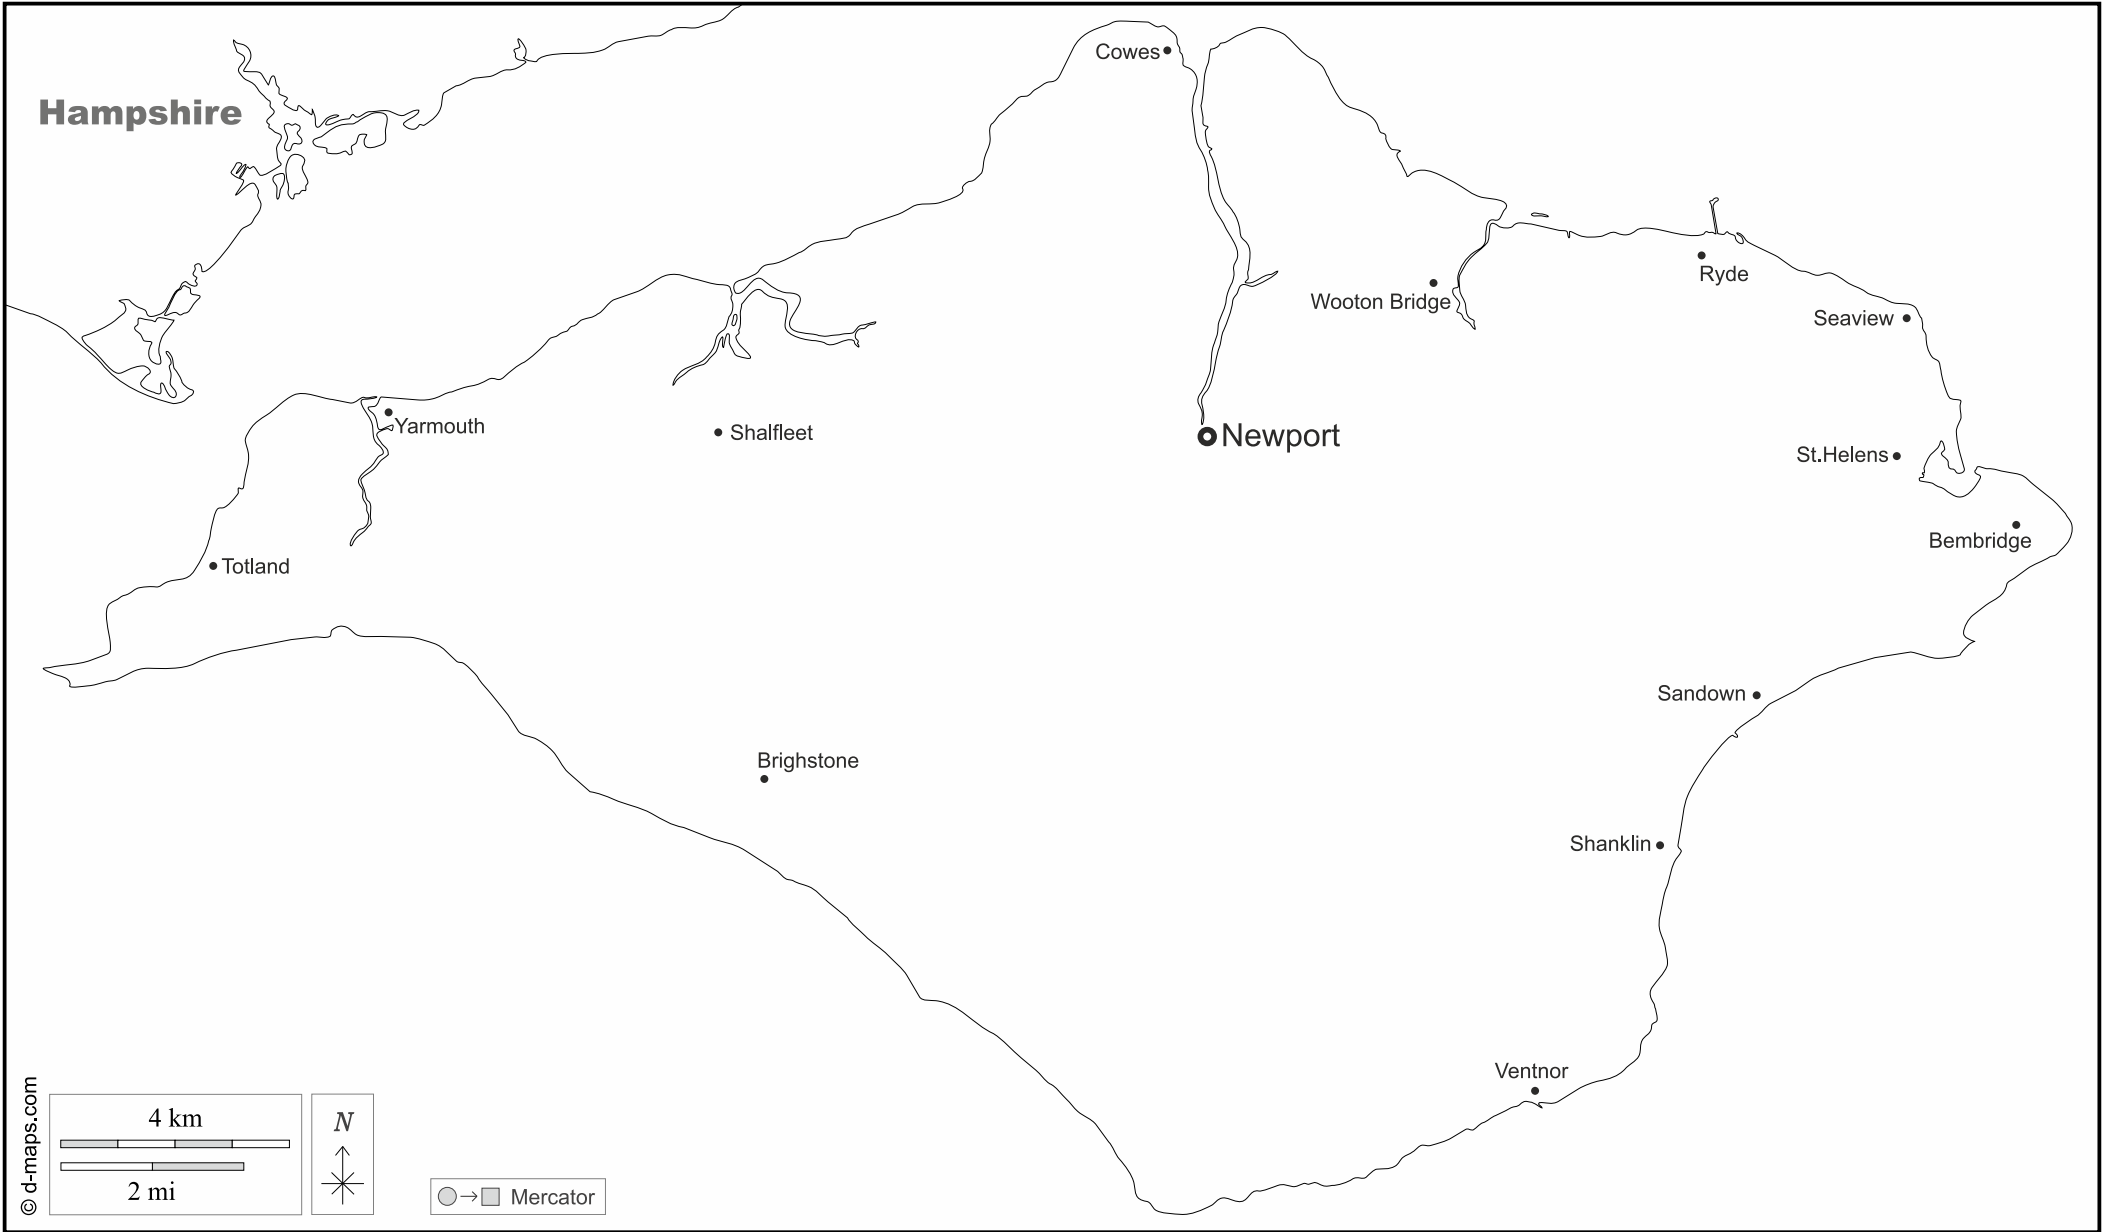 Hampshire
Cowes
Ryde
Wooton Bridge
Seaview
Yarmouth
Shalfleet
Newport
St.Helens
Bembridge
Totland
Sandown
Brighstone
Shanklin
Ventnor
© d-maps.com
4 km
2 mi
N
Mercator